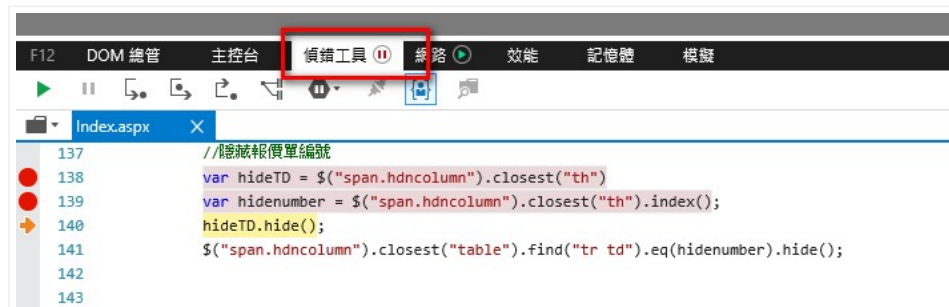 F12 DOM 總管 主控台 偵錯工具 網路 效能 記憶體 模擬
Index.aspx
137 //隱藏報價單編號
138 var hideTD = $("span.hdncolumn").closest("th")
139 var hidenumber = $("span.hdncolumn").closest("th").index();
140 hideTD.hide();
141 $("span.hdncolumn").closest("table").find("tr td").eq(hidenumber).hide();
142
143